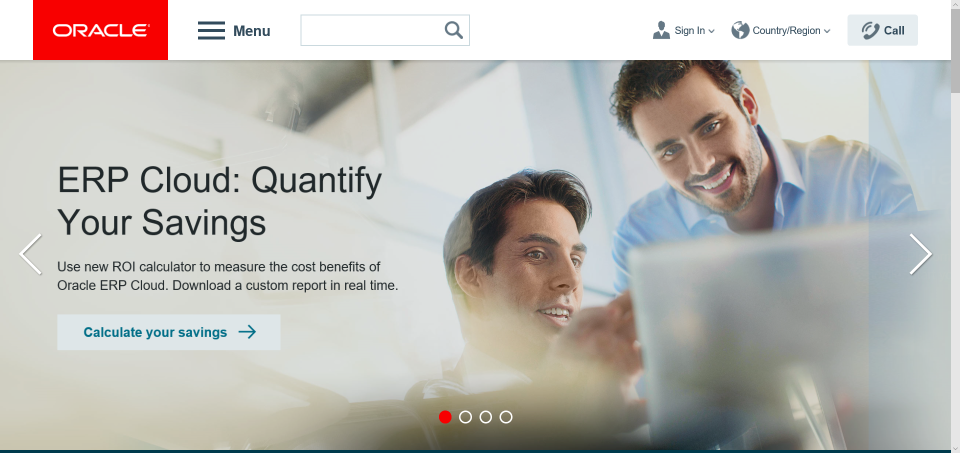 ORACLE
Menu
Sign In
Country/Region
Call
ERP Cloud: Quantify
Your Savings
Use new ROI calculator to measure the cost benefits of
Oracle ERP Cloud. Download a custom report in real time.
Calculate your savings